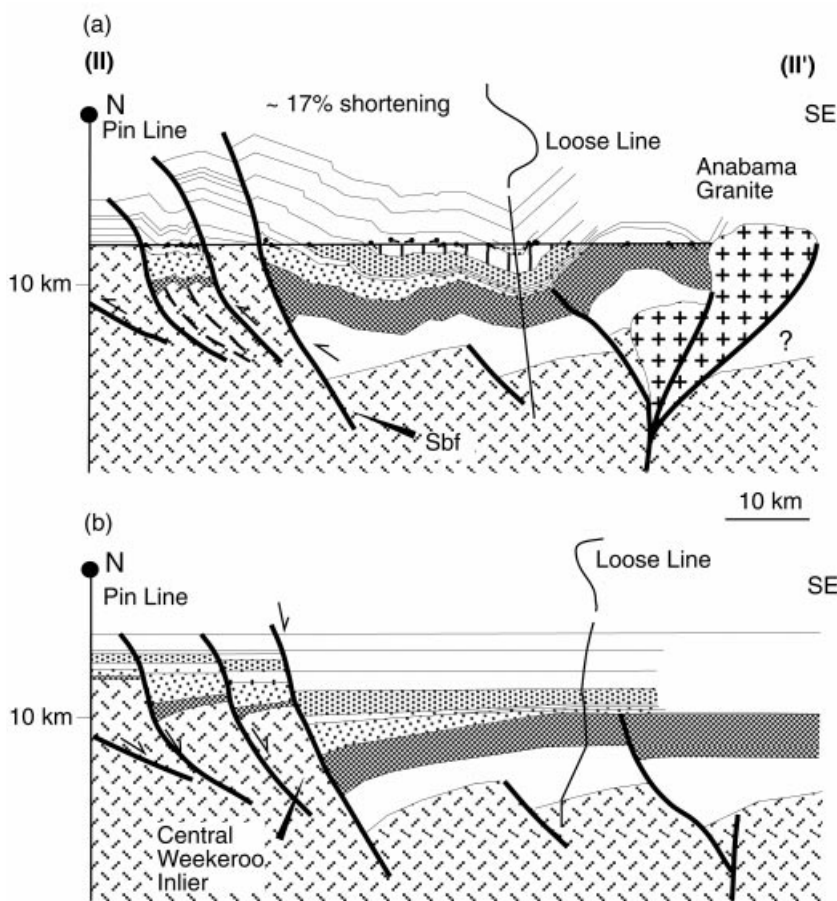 (a)
(II)
(II')
N
~ 17% shortening
SE
Pin Line
Loose Line
Anabama
Granite
10 km
?
Sbf
10 km
(b)
N
Loose Line
SE
Pin Line
10 km
Central
Weekeroo
Inlier